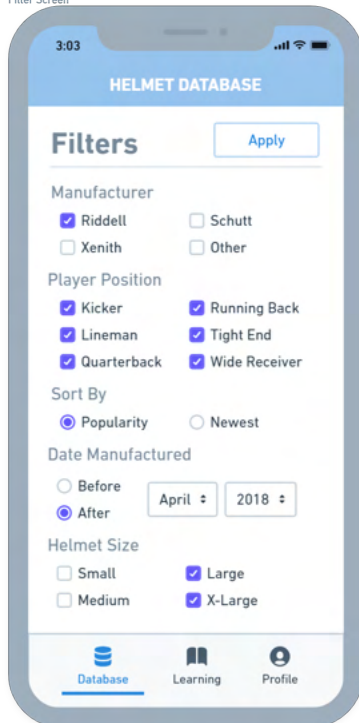 Filter Screen
3:03
HELMET DATABASE
Filters Apply
Manufacturer
Riddell Schutt
Xenith Other
Player Position
Kicker Running Back
Lineman Tight End
Quarterback Wide Receiver
Sort By
Popularity Newest
Date Manufactured
Before
April 2018
After
Helmet Size
Small Large
Medium X-Large
Database Learning Profile